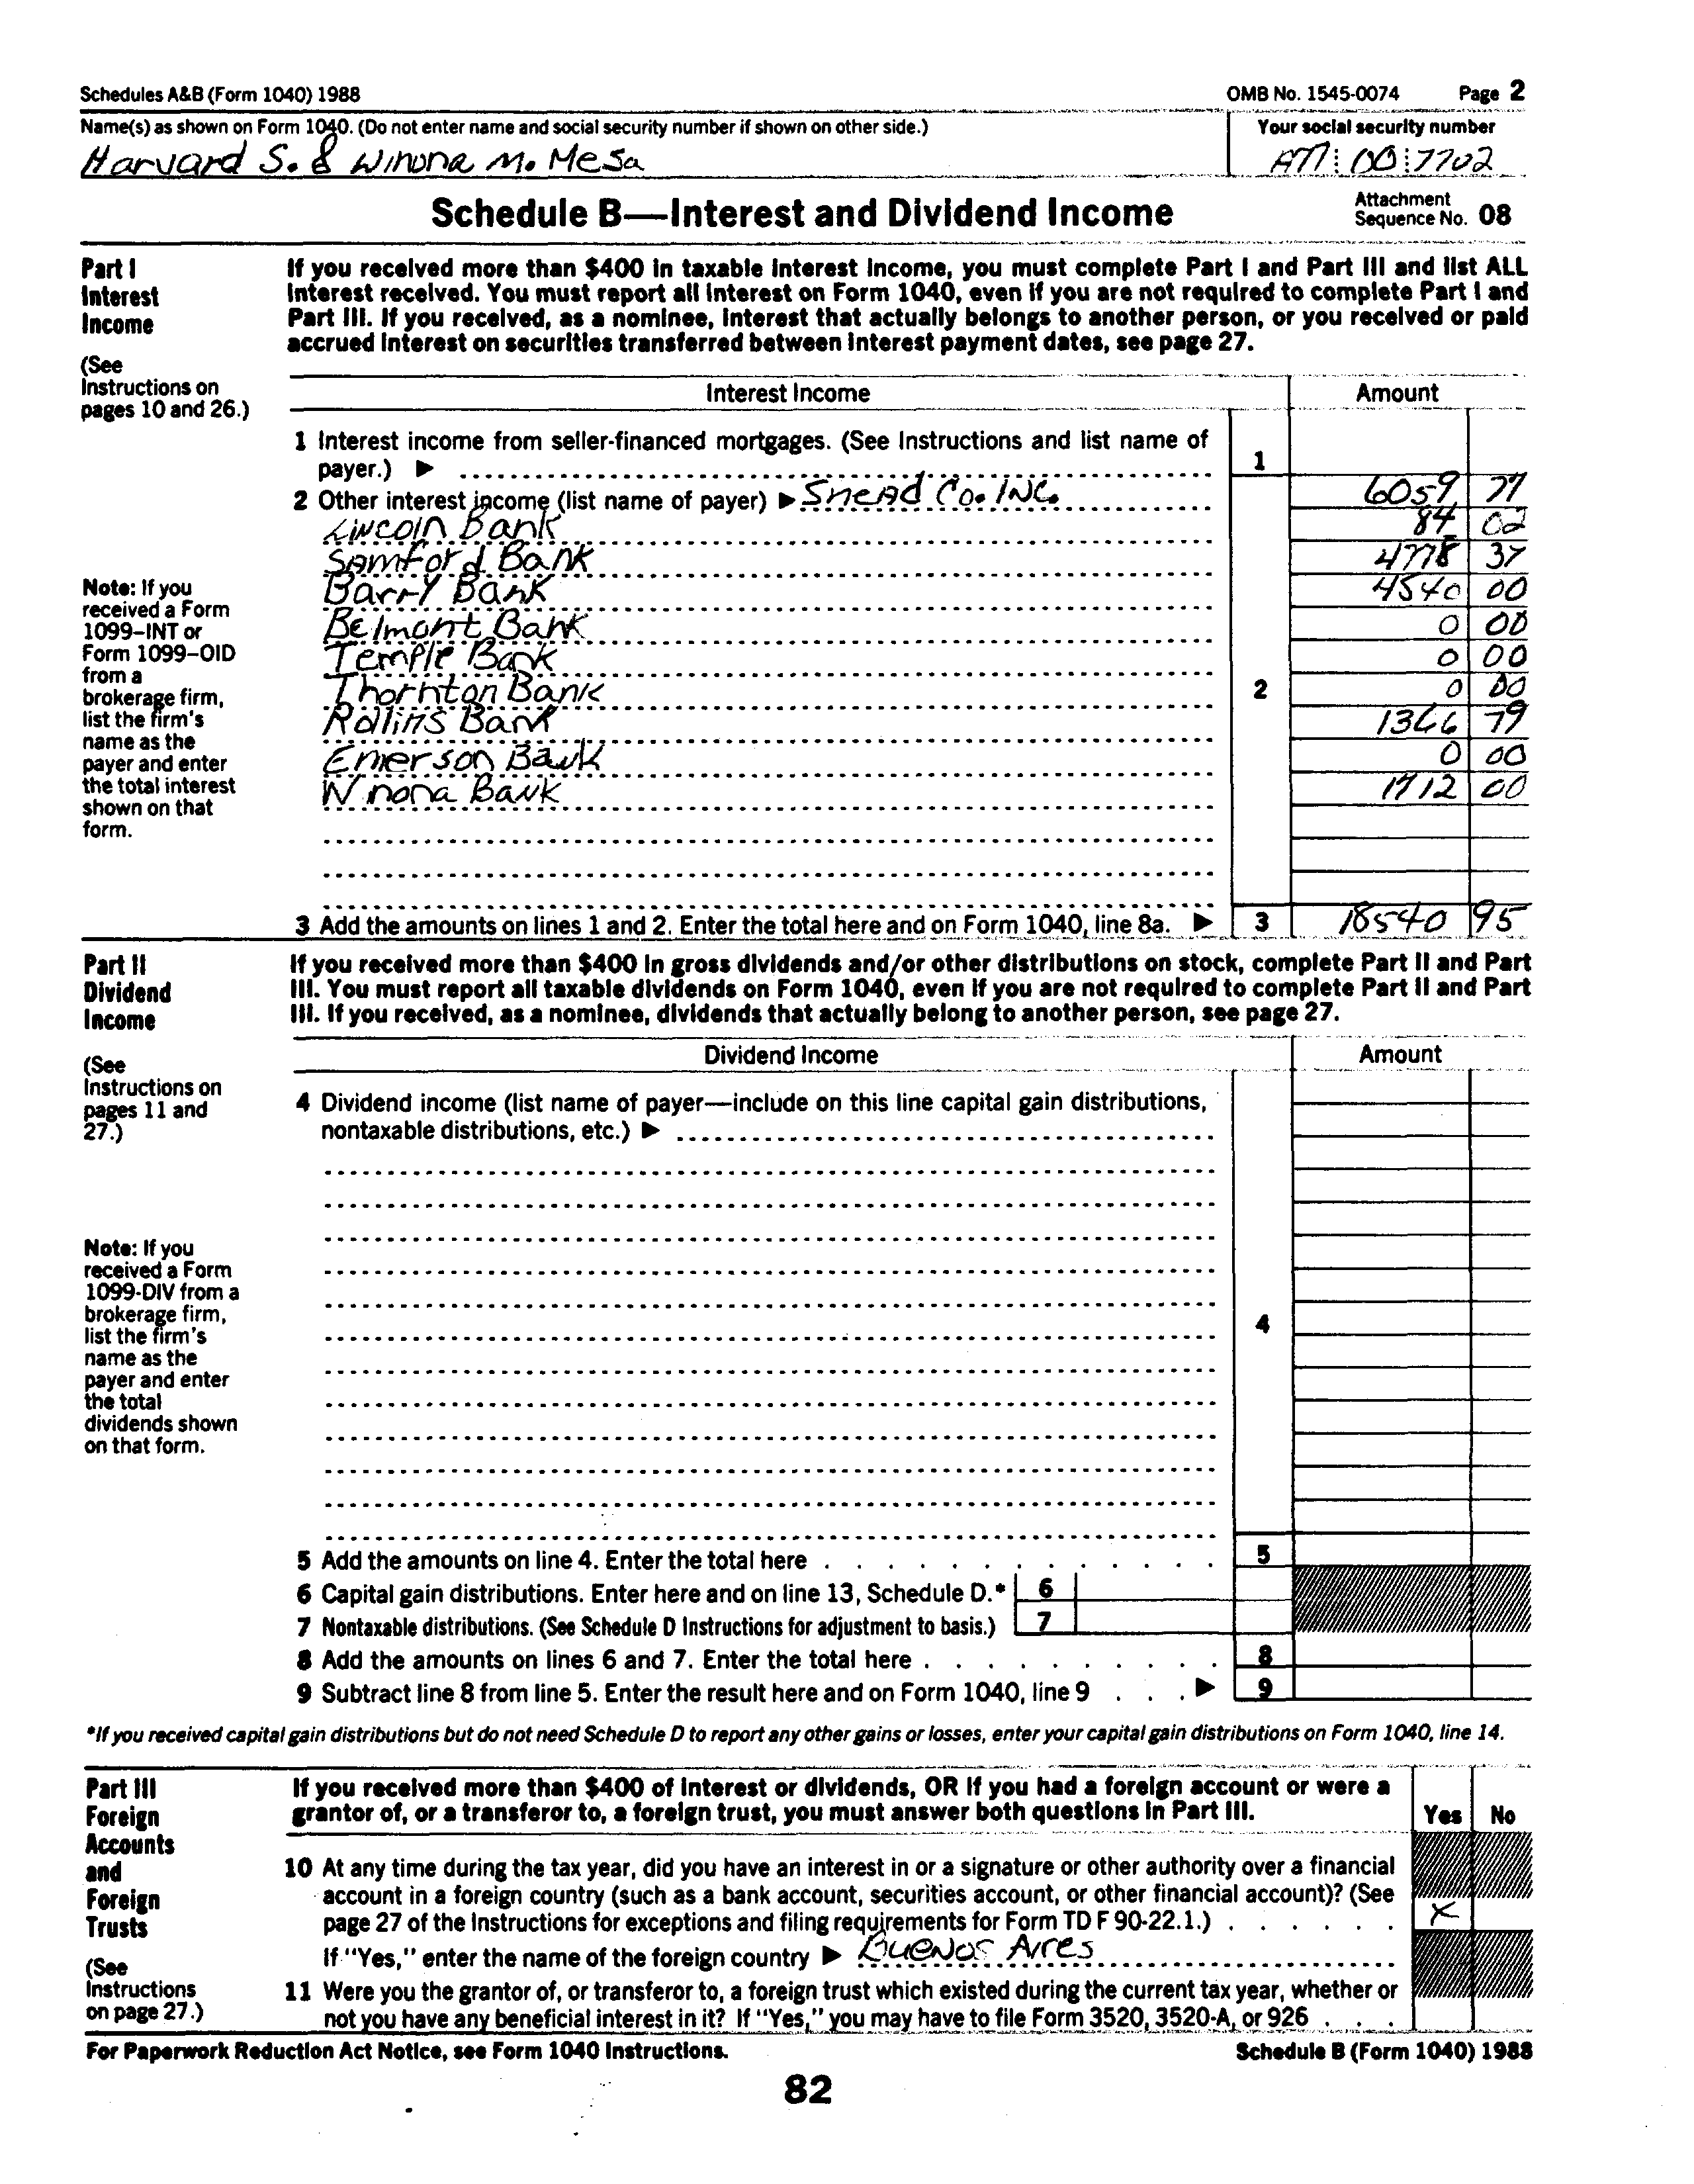 Schedules A&B (Form 1040) 1988 OMB No. 1545-0074 Page 2
Name(s) as shown on Form 1040. (Do not enter name and social security number if shown on other side.) Your social security number
Harvard S. & Winona M. Mesa 00 7702
Schedule B—Interest and Dividend Income Attachment Sequence No. 08
Part I
Interest
Income
(See
Instructions on
pages 10 and 26.)
If you received more than $400 in taxable interest income, you must complete Part I and Part III and list ALL
interest received. You must report all interest on Form 1040, even if you are not required to complete Part I and
Part III. If you received, as a nominee, interest that actually belongs to another person, or you received or paid
accrued interest on securities transferred between interest payment dates, see page 27.
Interest Income Amount
1 Interest income from seller-financed mortgages. (See Instructions and list name of
payer.) ▶ 1
2 Other interest income (list name of payer) ▶ Snead Co. INC. 6059 77
Lincoln Bank 84 02
Samford Bank 4778 37
Barry Bank 4540 00
Belmont Bank 0 00
Temple Bank 0 00
Thornton Bank 2 0 00
Rollins Bank 1366 79
Emerson Bank 0 00
Winona Bank 1712 00
Note: If you
received a Form
1099-INT or
Form 1099-OID
from a
brokerage firm,
list the firm's
name as the
payer and enter
the total interest
shown on that
form.
3 Add the amounts on lines 1 and 2. Enter the total here and on Form 1040, line 8a. ▶ 3 18540 95
Part II
Dividend
Income
(See
Instructions on
pages 11 and
27.)
If you received more than $400 in gross dividends and/or other distributions on stock, complete Part II and Part
III. You must report all taxable dividends on Form 1040, even if you are not required to complete Part II and Part
III. If you received, as a nominee, dividends that actually belong to another person, see page 27.
Dividend Income Amount
4 Dividend income (list name of payer—include on this line capital gain distributions,
nontaxable distributions, etc.) ▶
4
Note: If you
received a Form
1099-DIV from a
brokerage firm,
list the firm's
name as the
payer and enter
the total
dividends shown
on that form.
5 Add the amounts on line 4. Enter the total here 5
6 Capital gain distributions. Enter here and on line 13, Schedule D.* 6
7 Nontaxable distributions. (See Schedule D Instructions for adjustment to basis.) 7
8 Add the amounts on lines 6 and 7. Enter the total here 8
9 Subtract line 8 from line 5. Enter the result here and on Form 1040, line 9 ▶ 9
*If you received capital gain distributions but do not need Schedule D to report any other gains or losses, enter your capital gain distributions on Form 1040, line 14.
Part III
Foreign
Accounts
and
Foreign
Trusts
(See
Instructions
on page 27.)
If you received more than $400 of interest or dividends, OR if you had a foreign account or were a
grantor of, or a transferor to, a foreign trust, you must answer both questions in Part III. Yes No
10 At any time during the tax year, did you have an interest in or a signature or other authority over a financial
account in a foreign country (such as a bank account, securities account, or other financial account)? (See
page 27 of the Instructions for exceptions and filing requirements for Form TD F 90-22.1.) X
If "Yes," enter the name of the foreign country ▶ Buenos Aires
11 Were you the grantor of, or transferor to, a foreign trust which existed during the current tax year, whether or
not you have any beneficial interest in it? If "Yes," you may have to file Form 3520, 3520-A, or 926
For Paperwork Reduction Act Notice, see Form 1040 Instructions. Schedule B (Form 1040) 1988
82